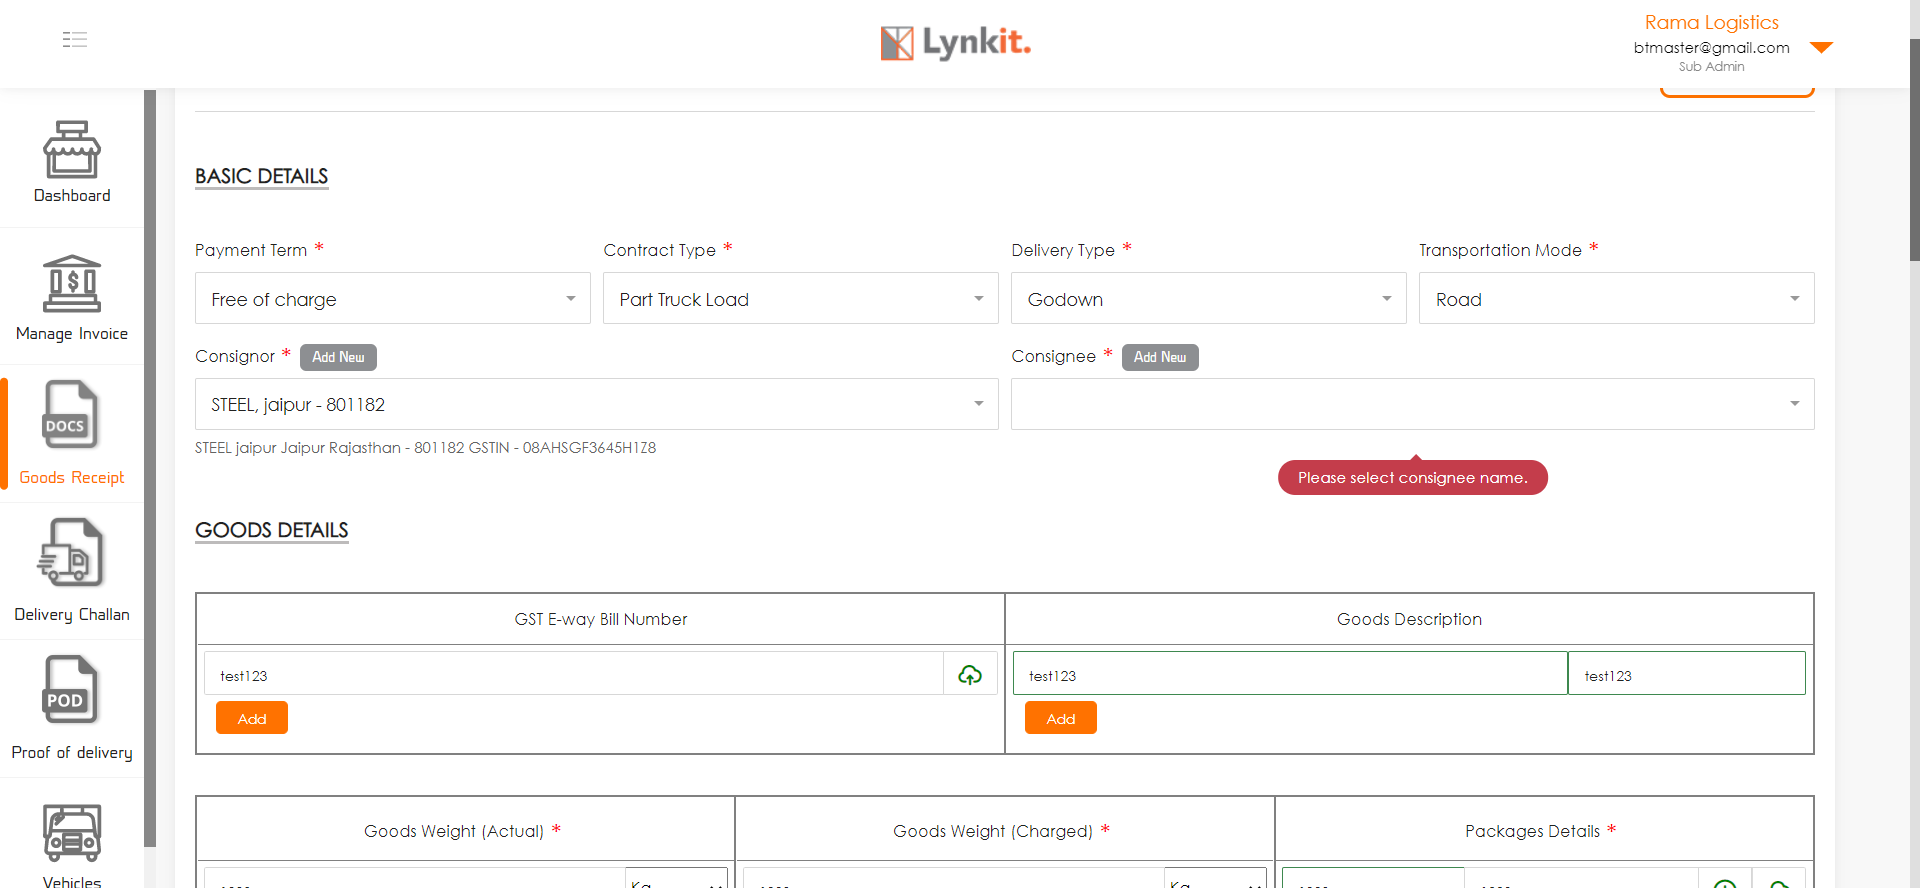 Lynkit.
Rama Logistics
btmaster@gmail.com
Sub Admin
Dashboard
Manage Invoice
DOCS
Goods Receipt
Delivery Challan
POD
Proof of delivery
Vehicles
BASIC DETAILS
Payment Term *
Contract Type *
Delivery Type *
Transportation Mode *
Free of charge
Part Truck Load
Godown
Road
Consignor * Add New
Consignee * Add New
STEEL, jaipur - 801182
STEEL jaipur Jaipur Rajasthan - 801182 GSTIN - 08AHSGF3645H1Z8
Please select consignee name.
GOODS DETAILS
GST E-way Bill Number
Goods Description
test123
test123
test123
Add
Add
Goods Weight (Actual) *
Goods Weight (Charged) *
Packages Details *
Kg
Kg